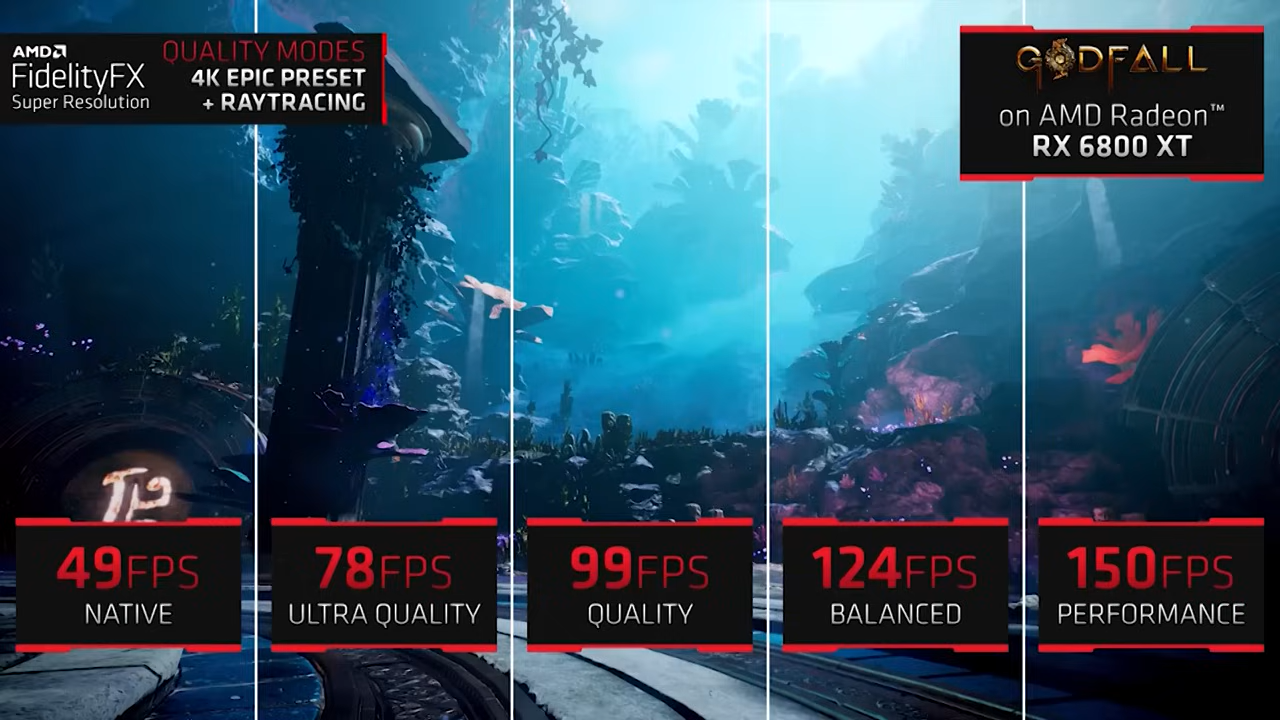 AMD
FidelityFX
Super Resolution
QUALITY MODES
4K EPIC PRESET
+ RAYTRACING
GODFALL
on AMD Radeon™
RX 6800 XT
49FPS
NATIVE
78FPS
ULTRA QUALITY
99FPS
QUALITY
124FPS
BALANCED
150FPS
PERFORMANCE